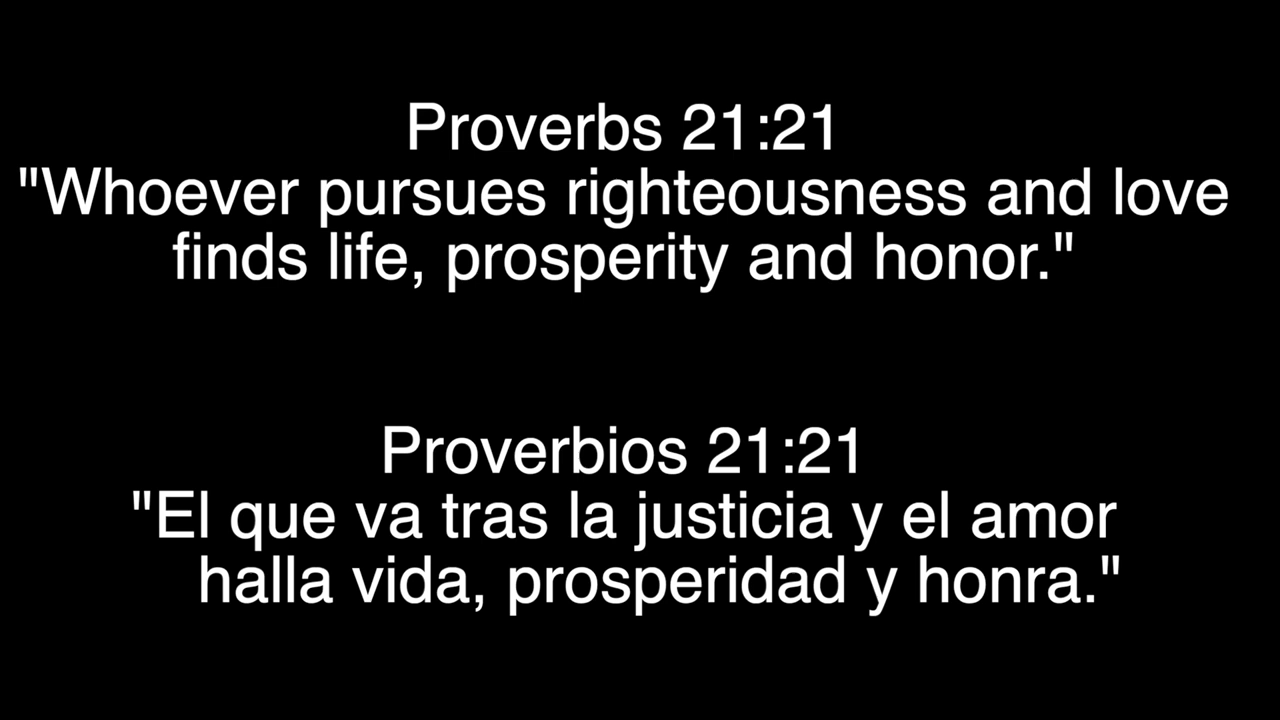 Proverbs 21:21
"Whoever pursues righteousness and love
finds life, prosperity and honor."
Proverbios 21:21
"El que va tras la justicia y el amor
halla vida, prosperidad y honra."